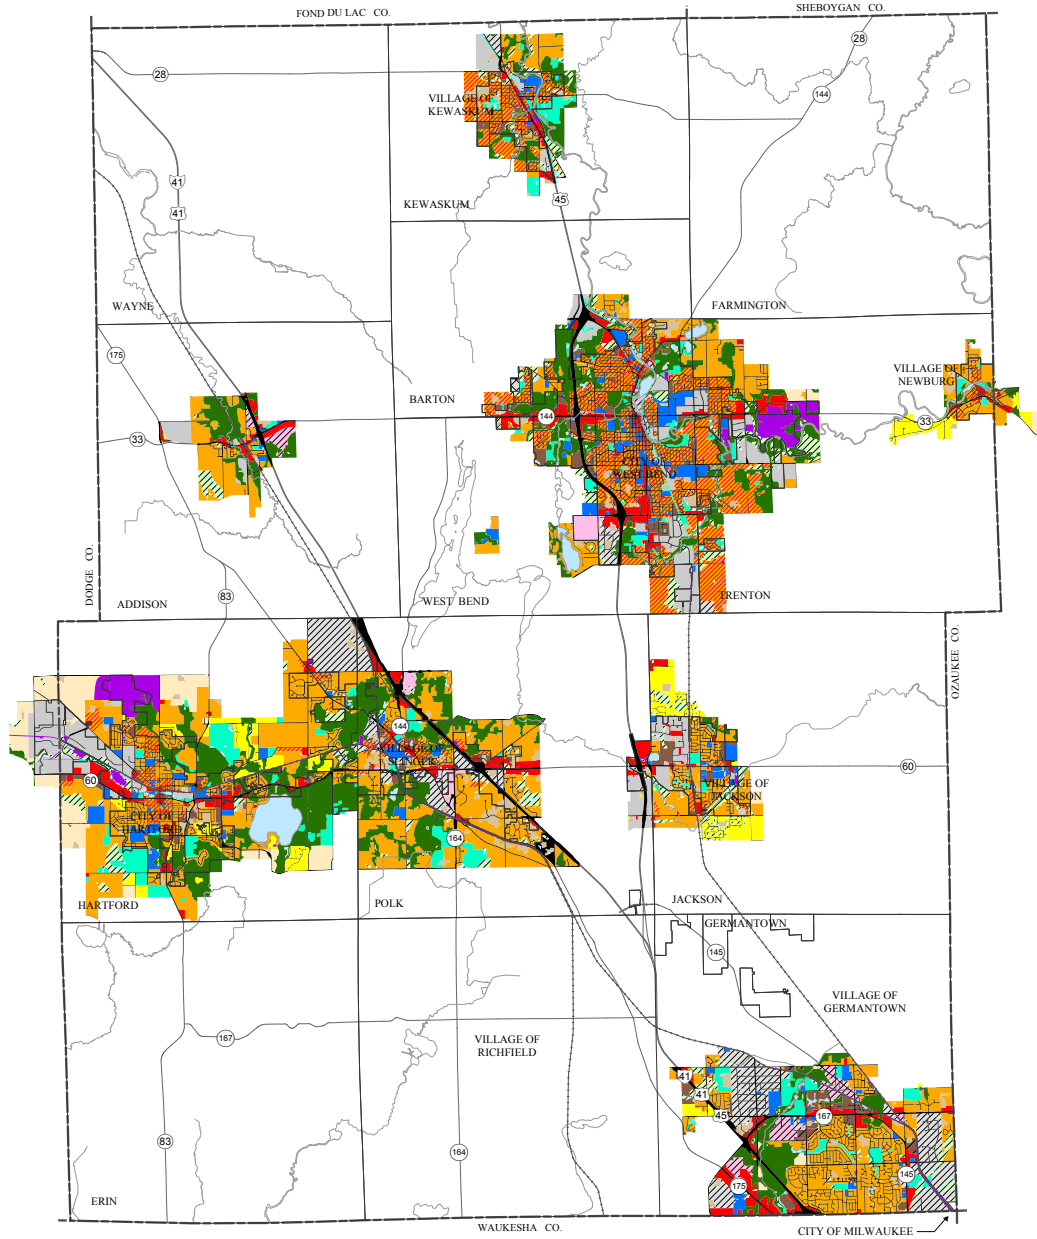 FOND DU LAC CO.
SHEBOYGAN CO.
28
28
144
VILLAGE OF
KEWASKUM
41
41
45
KEWASKUM
WAYNE
FARMINGTON
175
VILLAGE OF
NEWBURG
BARTON
144
33
33
CITY OF
WEST BEND
DODGE CO.
ADDISON
83
WEST BEND
TRENTON
OZAUKEE CO.
144
VILLAGE OF
SLINGER
60
60
VILLAGE OF
JACKSON
CITY OF
HARTFORD
164
HARTFORD
POLK
JACKSON
GERMANTOWN
145
VILLAGE OF
GERMANTOWN
167
VILLAGE OF
RICHFIELD
41
41
45
167
83
164
145
175
ERIN
WAUKESHA CO.
CITY OF MILWAUKEE